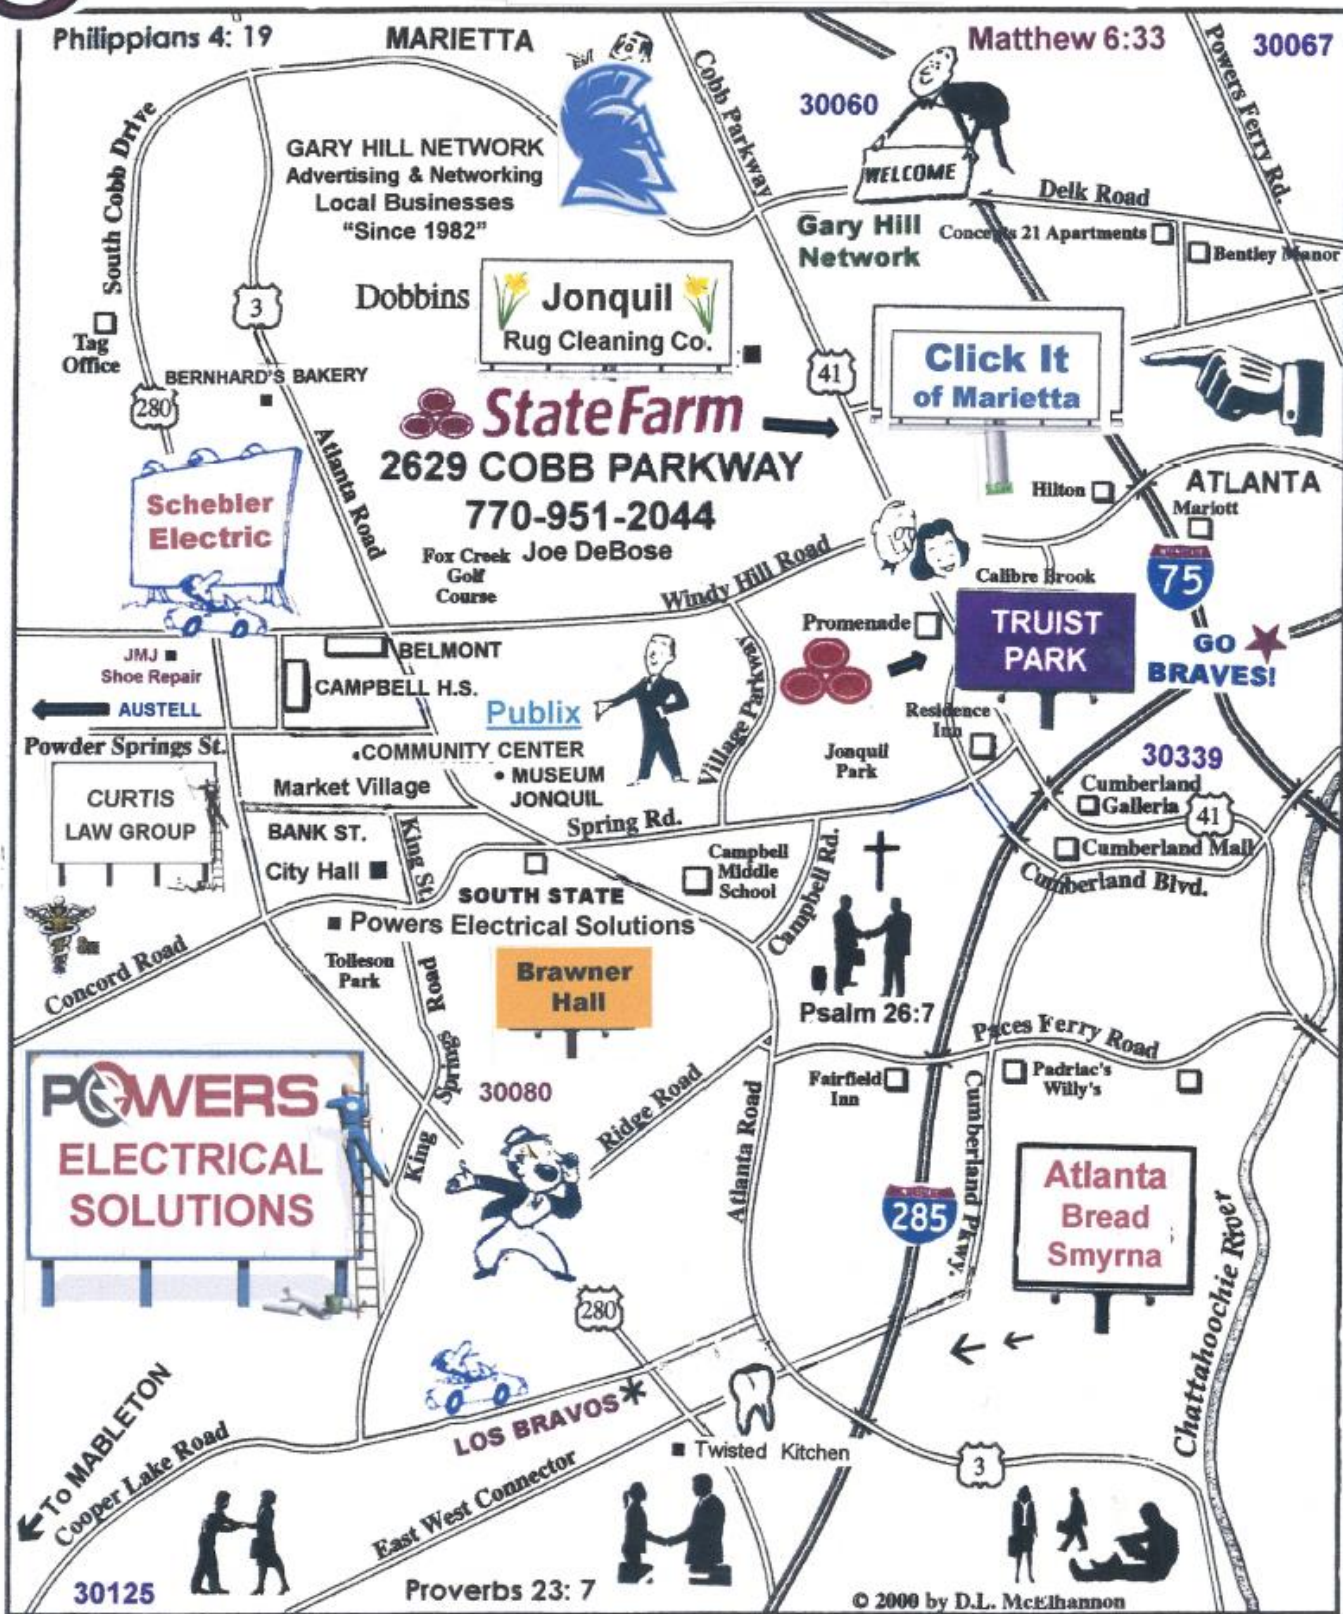 Philippians 4: 19
MARIETTA
Matthew 6:33
30067
Cobb Parkway
Powers Ferry Rd.
30060
South Cobb Drive
GARY HILL NETWORK
Advertising & Networking
Local Businesses
“Since 1982”
WELCOME
Delk Road
Gary Hill
Network
Concepts 21 Apartments
Bentley Manor
3
Dobbins
Jonquil
Rug Cleaning Co.
Tag
Office
41
Click It
of Marietta
BERNHARD'S BAKERY
280
StateFarm
2629 COBB PARKWAY
770-951-2044
Joe DeBose
Atlanta Road
Schebler
Electric
Fox Creek
Golf
Course
Windy Hill Road
Hilton
ATLANTA
Mariott
75
Calibre Brook
Promenade
TRUIST
PARK
GO
BRAVES!
JMJ
Shoe Repair
BELMONT
CAMPBELL H.S.
AUSTELL
Publix
Village Parkway
Residence
Inn
Powder Springs St.
COMMUNITY CENTER
MUSEUM
JONQUIL
Jonquil
Park
30339
Cumberland
Galleria
41
CURTIS
LAW GROUP
Market Village
BANK ST.
King St.
Spring Rd.
City Hall
SOUTH STATE
Campbell
Middle
School
Campbell Rd.
Cumberland Mall
Cumberland Blvd.
Powers Electrical Solutions
Concord Road
Tolleson
Park
King Springs Road
Brawner
Hall
Psalm 26:7
Paces Ferry Road
POWERS
ELECTRICAL
SOLUTIONS
30080
Ridge Road
Atlanta Road
Fairfield
Inn
Padriac's
Willy's
Cumberland Pkwy.
285
Atlanta
Bread
Smyrna
Chattahoochie River
280
To MABLETON
Cooper Lake Road
LOS BRAVOS
Twisted Kitchen
East West Connector
3
30125
Proverbs 23: 7
© 2000 by D.L. McElhannon